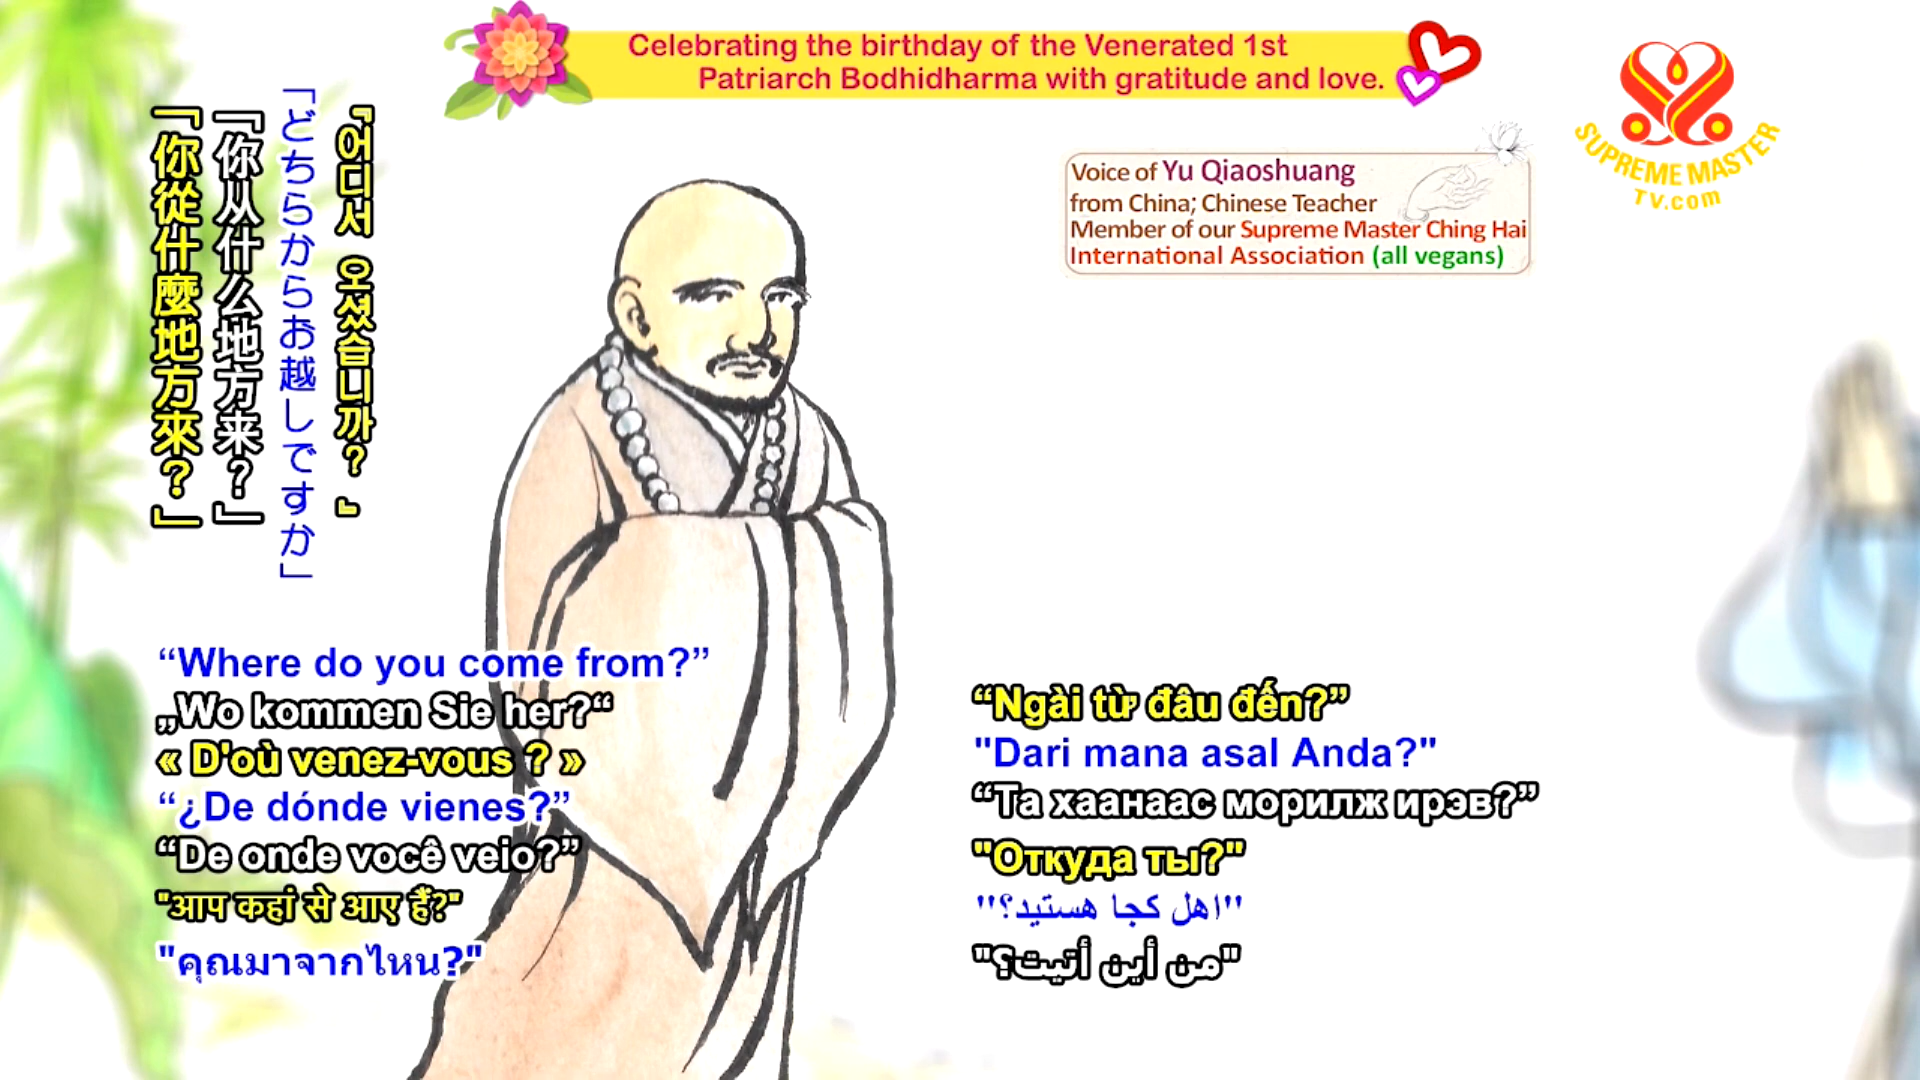 Celebrating the birthday of the Venerated 1st
Patriarch Bodhidharma with gratitude and love.
SUPREME MASTER
TV.com
Voice of Yu Qiaoshuang
from China; Chinese Teacher
Member of our Supreme Master Ching Hai
International Association (all vegans)
「你從什麼地方來？」
「你从什么地方来？」
「どちらからお越しですか」
『어디서 오셨습니까? 』
“Where do you come from?”
„Wo kommen Sie her?“
« D'où venez-vous ? »
“¿De dónde vienes?”
“De onde você veio?”
"आप कहां से आए हैं?"
"คุณมาจากไหน?"
“Ngài từ đâu đến?”
"Dari mana asal Anda?"
“Та хаанаас морилж ирэв?”
"Откуда ты?"
"اهل کجا هستید؟"
"من أين أتيت؟"